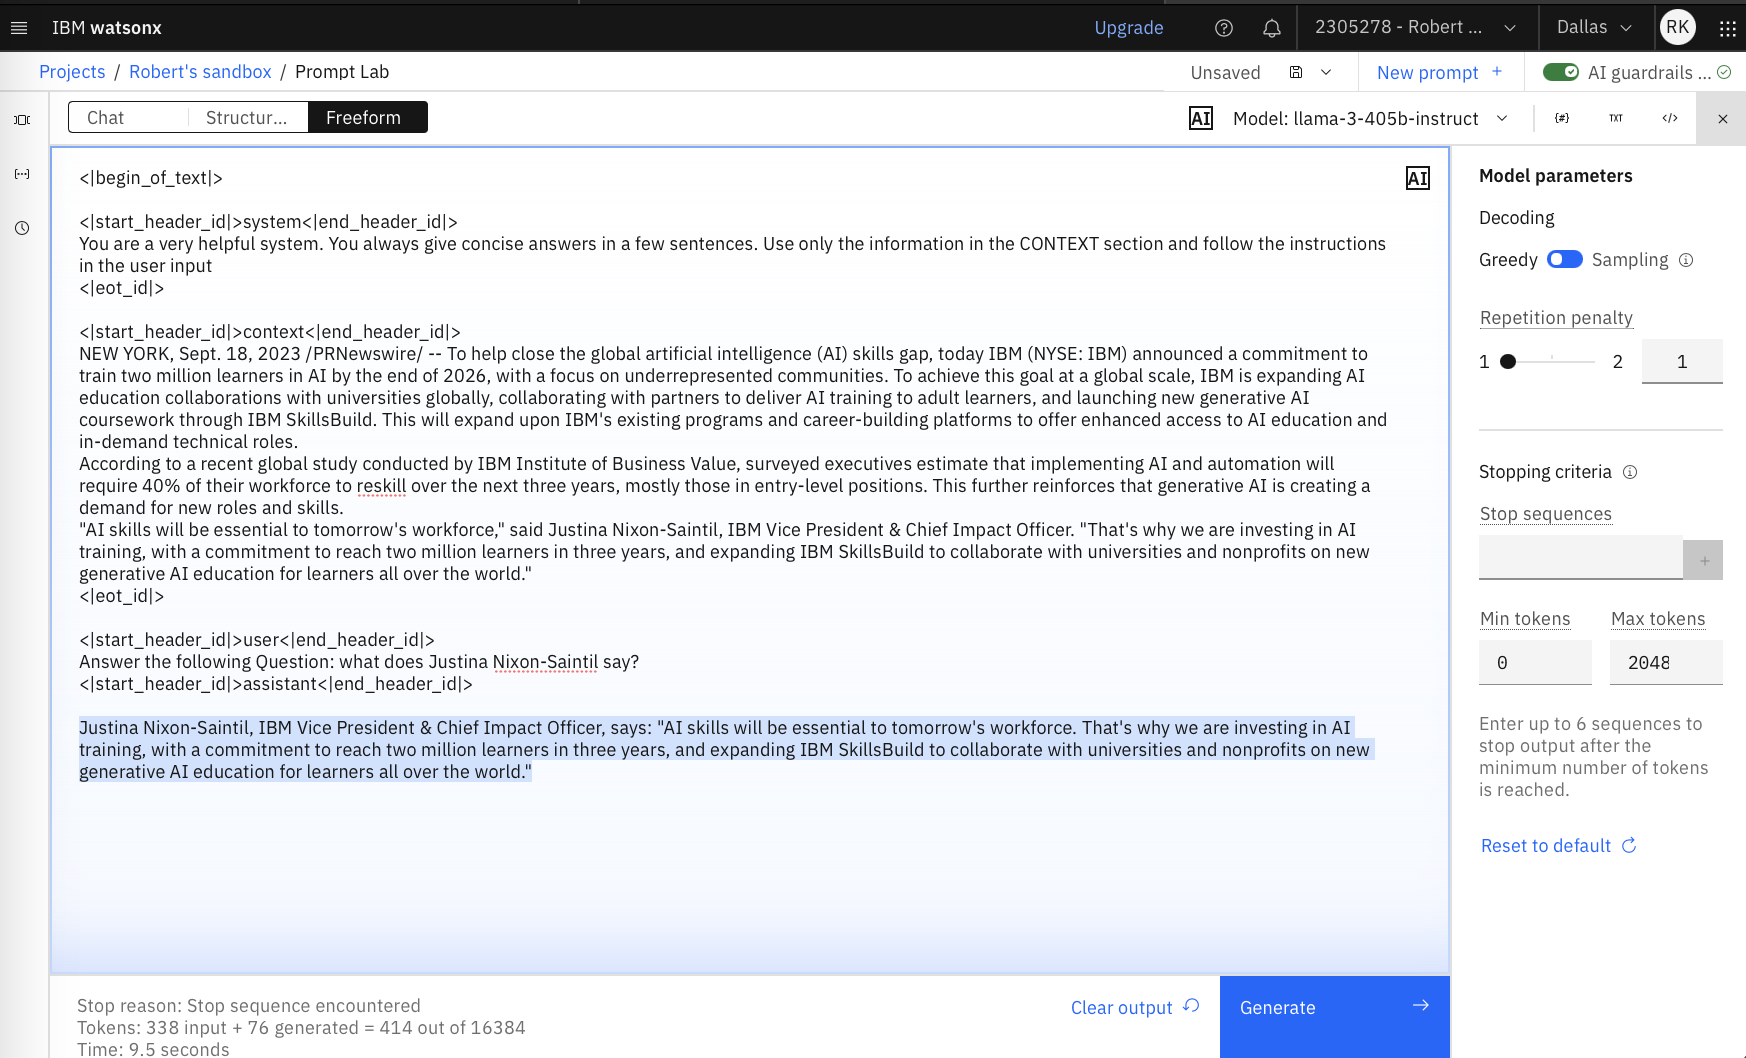 IBM watsonx
Upgrade
2305278 - Robert ...
Dallas
RK
Projects / Robert's sandbox / Prompt Lab
Unsaved
New prompt +
AI guardrails ...
Chat
Structur...
Freeform
AI
Model: llama-3-405b-instruct
{#}
TXT
</>
<|begin_of_text|>
AI
<|start_header_id|>system<|end_header_id|>
You are a very helpful system. You always give concise answers in a few sentences. Use only the information in the CONTEXT section and follow the instructions
in the user input
<|eot_id|>
<|start_header_id|>context<|end_header_id|>
NEW YORK, Sept. 18, 2023 /PRNewswire/ -- To help close the global artificial intelligence (AI) skills gap, today IBM (NYSE: IBM) announced a commitment to
train two million learners in AI by the end of 2026, with a focus on underrepresented communities. To achieve this goal at a global scale, IBM is expanding AI
education collaborations with universities globally, collaborating with partners to deliver AI training to adult learners, and launching new generative AI
coursework through IBM SkillsBuild. This will expand upon IBM's existing programs and career-building platforms to offer enhanced access to AI education and
in-demand technical roles.
According to a recent global study conducted by IBM Institute of Business Value, surveyed executives estimate that implementing AI and automation will
require 40% of their workforce to reskill over the next three years, mostly those in entry-level positions. This further reinforces that generative AI is creating a
demand for new roles and skills.
"AI skills will be essential to tomorrow's workforce," said Justina Nixon-Saintil, IBM Vice President & Chief Impact Officer. "That's why we are investing in AI
training, with a commitment to reach two million learners in three years, and expanding IBM SkillsBuild to collaborate with universities and nonprofits on new
generative AI education for learners all over the world."
<|eot_id|>
<|start_header_id|>user<|end_header_id|>
Answer the following Question: what does Justina Nixon-Saintil say?
<|start_header_id|>assistant<|end_header_id|>
Justina Nixon-Saintil, IBM Vice President & Chief Impact Officer, says: "AI skills will be essential to tomorrow's workforce. That's why we are investing in AI
training, with a commitment to reach two million learners in three years, and expanding IBM SkillsBuild to collaborate with universities and nonprofits on new
generative AI education for learners all over the world."
Stop reason: Stop sequence encountered
Tokens: 338 input + 76 generated = 414 out of 16384
Time: 9.5 seconds
Clear output
Generate
Model parameters
Decoding
Greedy
Sampling
Repetition penalty
1
2
1
Stopping criteria
Stop sequences
+
Min tokens
Max tokens
0
2048
Enter up to 6 sequences to
stop output after the
minimum number of tokens
is reached.
Reset to default